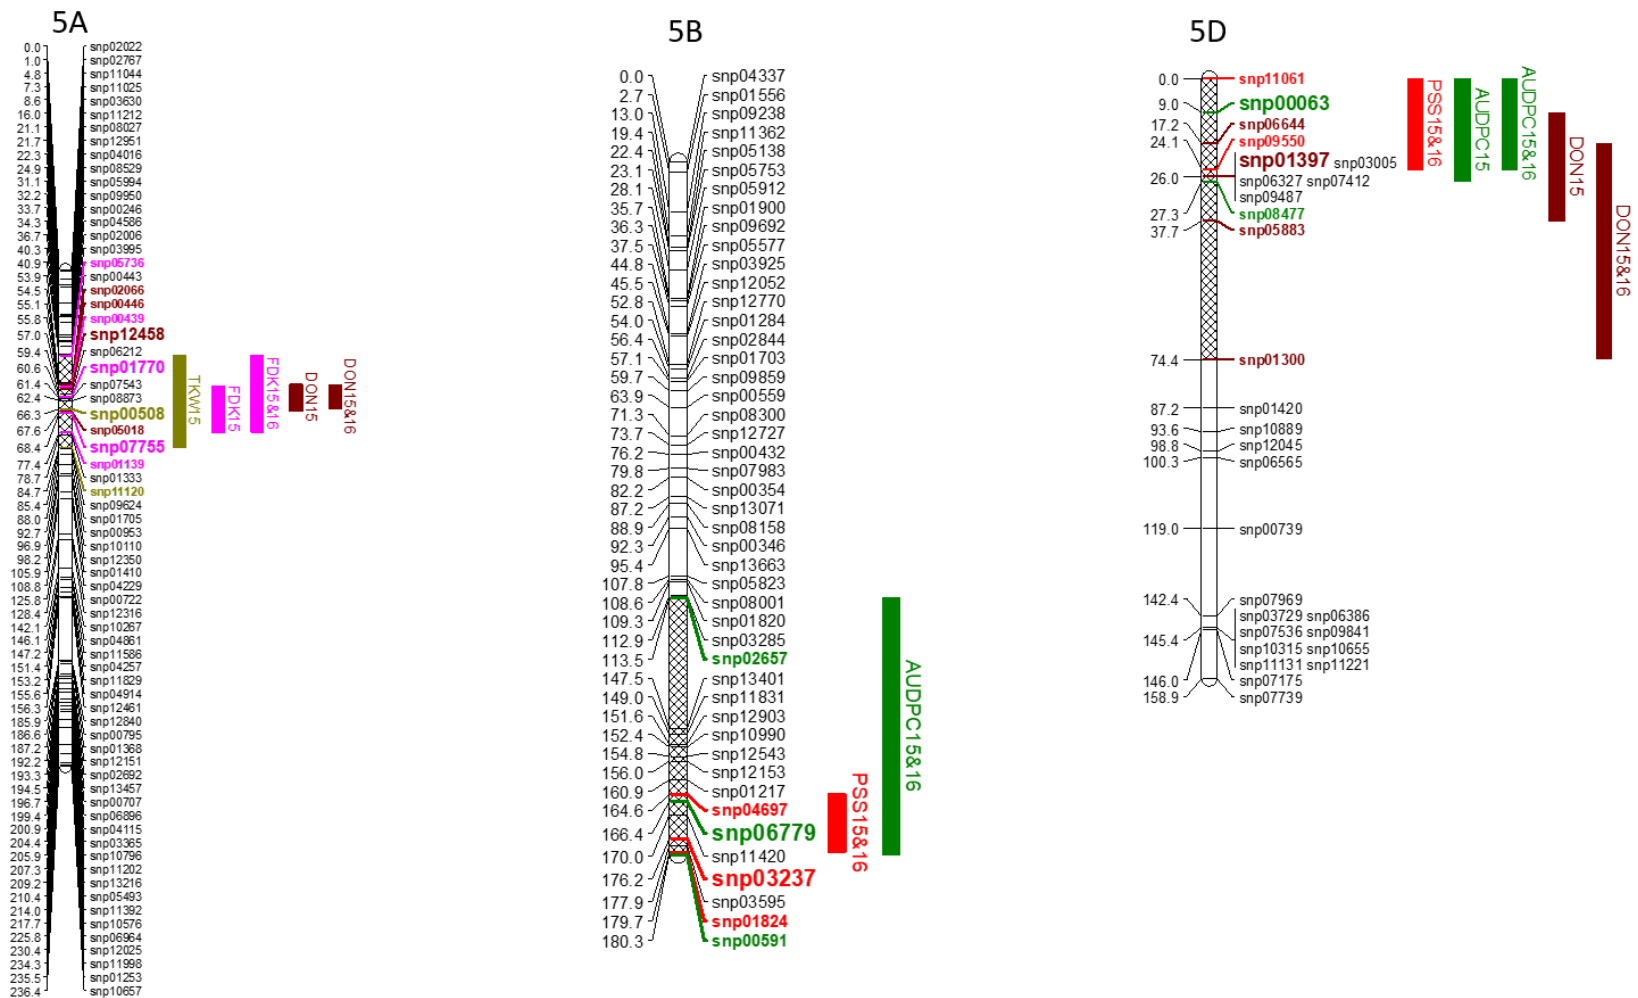 5A
0.0 snp02022
1.0 snp02767
4.8 snp11044
7.3 snp11025
8.6 snp03630
16.0 snp11212
21.1 snp08027
21.7 snp12951
22.3 snp04016
24.9 snp08529
31.1 snp05994
32.2 snp09950
33.7 snp00246
34.3 snp04586
36.7 snp02006
40.3 snp03995
40.9 snp05736
53.9 snp00443
54.5 snp02066
55.1 snp00446
55.8 snp00439
57.0 snp12458
59.4 snp06212
60.6 snp01770
61.4 snp07543
62.4 snp08873
66.3 snp00508
67.6 snp05018
68.4 snp07755
77.4 snp01139
78.7 snp01333
84.7 snp11120
85.4 snp09624
88.0 snp01705
92.7 snp00953
96.9 snp10110
98.2 snp12350
105.9 snp01410
108.8 snp04229
125.8 snp00722
128.4 snp12316
142.1 snp10267
146.1 snp04861
147.2 snp11586
151.4 snp04257
153.2 snp11829
155.6 snp04914
156.3 snp12461
185.9 snp12840
186.6 snp00795
187.2 snp01368
192.2 snp12151
193.3 snp02692
194.5 snp13457
196.7 snp00707
199.4 snp06896
200.9 snp04115
204.4 snp03365
205.9 snp10796
207.3 snp11202
209.2 snp13216
210.4 snp05493
214.0 snp11392
217.7 snp10576
225.8 snp06964
230.4 snp12025
234.3 snp11998
235.5 snp01253
236.4 snp10657
TKW15
FDK15
FDK15&16
DON15
DON15&16
5B
0.0 snp04337
2.7 snp01556
13.0 snp09238
19.4 snp11362
22.4 snp05138
23.1 snp05753
28.1 snp05912
35.7 snp01900
36.3 snp09692
37.5 snp05577
44.8 snp03925
45.5 snp12052
52.8 snp12770
54.0 snp01284
56.4 snp02844
57.1 snp01703
59.7 snp09859
63.9 snp00559
71.3 snp08300
73.7 snp12727
76.2 snp00432
79.8 snp07983
82.2 snp00354
87.2 snp13071
88.9 snp08158
92.3 snp00346
95.4 snp13663
107.8 snp05823
108.6 snp08001
109.3 snp01820
112.9 snp03285
113.5 snp02657
147.5 snp13401
149.0 snp11831
151.6 snp12903
152.4 snp10990
154.8 snp12543
156.0 snp12153
160.9 snp01217
164.6 snp04697
166.4 snp06779
170.0 snp11420
176.2 snp03237
177.9 snp03595
179.7 snp01824
180.3 snp00591
PSS15&16
AUDPC15&16
5D
0.0 snp11061
9.0 snp00063
17.2 snp06644
24.1 snp09550
snp01397 snp03005
26.0 snp06327 snp07412
snp09487
27.3 snp08477
37.7 snp05883
74.4 snp01300
87.2 snp01420
93.6 snp10889
98.8 snp12045
100.3 snp06565
119.0 snp00739
142.4 snp07969
snp03729 snp06386
145.4 snp07536 snp09841
snp10315 snp10655
snp11131 snp11221
146.0 snp07175
158.9 snp07739
PSS15&16
AUDPC15
AUDPC15&16
DON15
DON15&16